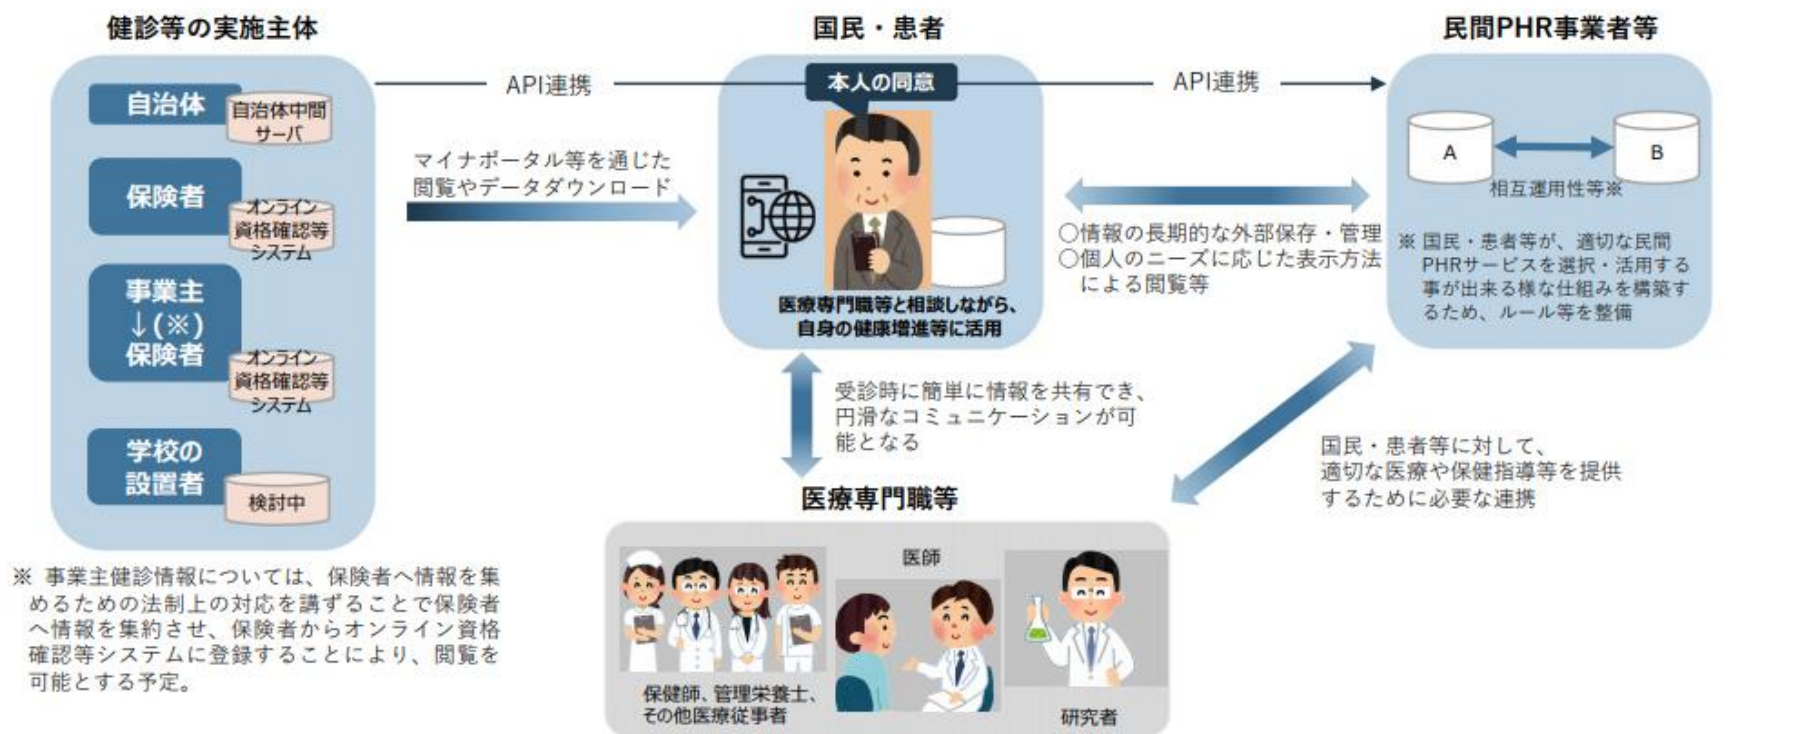 健診等の実施主体
国民・患者
民間PHR事業者等
自治体
自治体中間
サーバ
保険者
オンライン
資格確認等
システム
事業主
↓(※)
保険者
オンライン
資格確認等
システム
学校の
設置者
検討中
※ 事業主健診情報については、保険者へ情報を集
めるための法制上の対応を講ずることで保険者
へ情報を集約させ、保険者からオンライン資格
確認等システムに登録することにより、閲覧を
可能とする予定。
API連携
マイナポータル等を通じた
閲覧やデータダウンロード
本人の同意
医療専門職等と相談しながら、
自身の健康増進等に活用
API連携
○情報の長期的な外部保存・管理
○個人のニーズに応じた表示方法
による閲覧等
A
B
相互運用性等※
※ 国民・患者等が、適切な民間
PHRサービスを選択・活用する
事が出来る様な仕組みを構築す
るため、ルール等を整備
受診時に簡単に情報を共有でき、
円滑なコミュニケーションが可
能となる
国民・患者等に対して、
適切な医療や保健指導等を提供
するために必要な連携
医療専門職等
医師
保健師、管理栄養士、
その他医療従事者
研究者